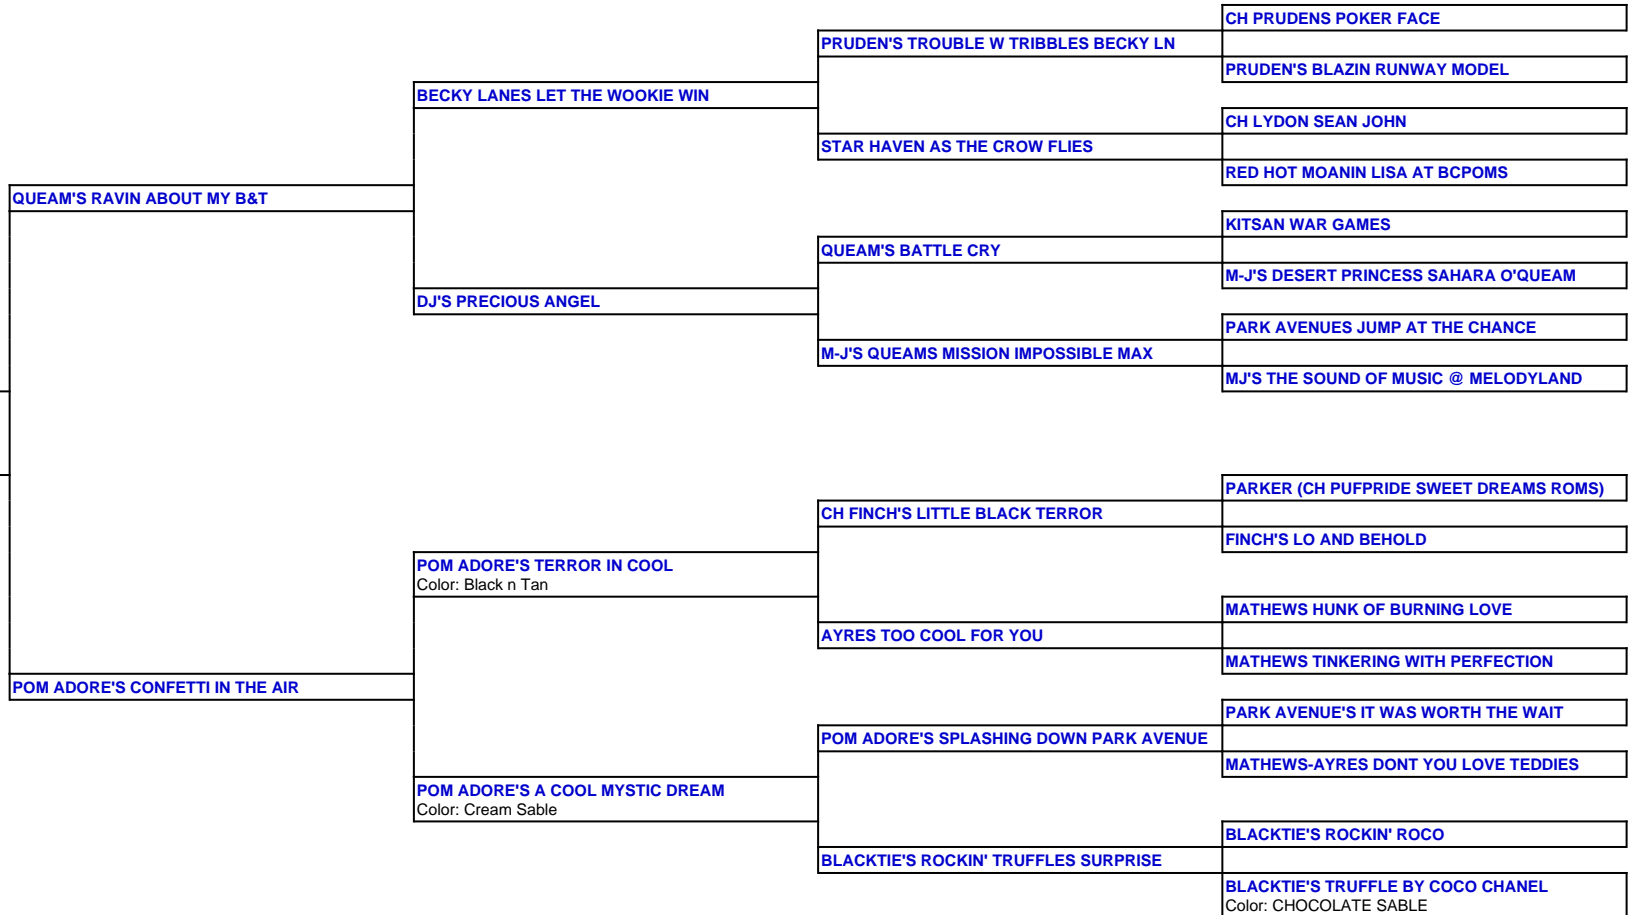 CH PRUDENS POKER FACE
PRUDEN'S TROUBLE W TRIBBLES BECKY LN
PRUDEN'S BLAZIN RUNWAY MODEL
BECKY LANES LET THE WOOKIE WIN
CH LYDON SEAN JOHN
STAR HAVEN AS THE CROW FLIES
RED HOT MOANIN LISA AT BCPOMS
QUEAM'S RAVIN ABOUT MY B&T
KITSAN WAR GAMES
QUEAM'S BATTLE CRY
M-J'S DESERT PRINCESS SAHARA O'QUEAM
DJ'S PRECIOUS ANGEL
PARK AVENUES JUMP AT THE CHANCE
M-J'S QUEAMS MISSION IMPOSSIBLE MAX
MJ'S THE SOUND OF MUSIC @ MELODYLAND
PARKER (CH PUFPRIDE SWEET DREAMS ROMS)
CH FINCH'S LITTLE BLACK TERROR
FINCH'S LO AND BEHOLD
POM ADORE'S TERROR IN COOL
Color: Black n Tan
MATHEWS HUNK OF BURNING LOVE
AYRES TOO COOL FOR YOU
MATHEWS TINKERING WITH PERFECTION
POM ADORE'S CONFETTI IN THE AIR
PARK AVENUE'S IT WAS WORTH THE WAIT
POM ADORE'S SPLASHING DOWN PARK AVENUE
MATHEWS-AYRES DONT YOU LOVE TEDDIES
POM ADORE'S A COOL MYSTIC DREAM
Color: Cream Sable
BLACKTIE'S ROCKIN' ROCO
BLACKTIE'S ROCKIN' TRUFFLES SURPRISE
BLACKTIE'S TRUFFLE BY COCO CHANEL
Color: CHOCOLATE SABLE